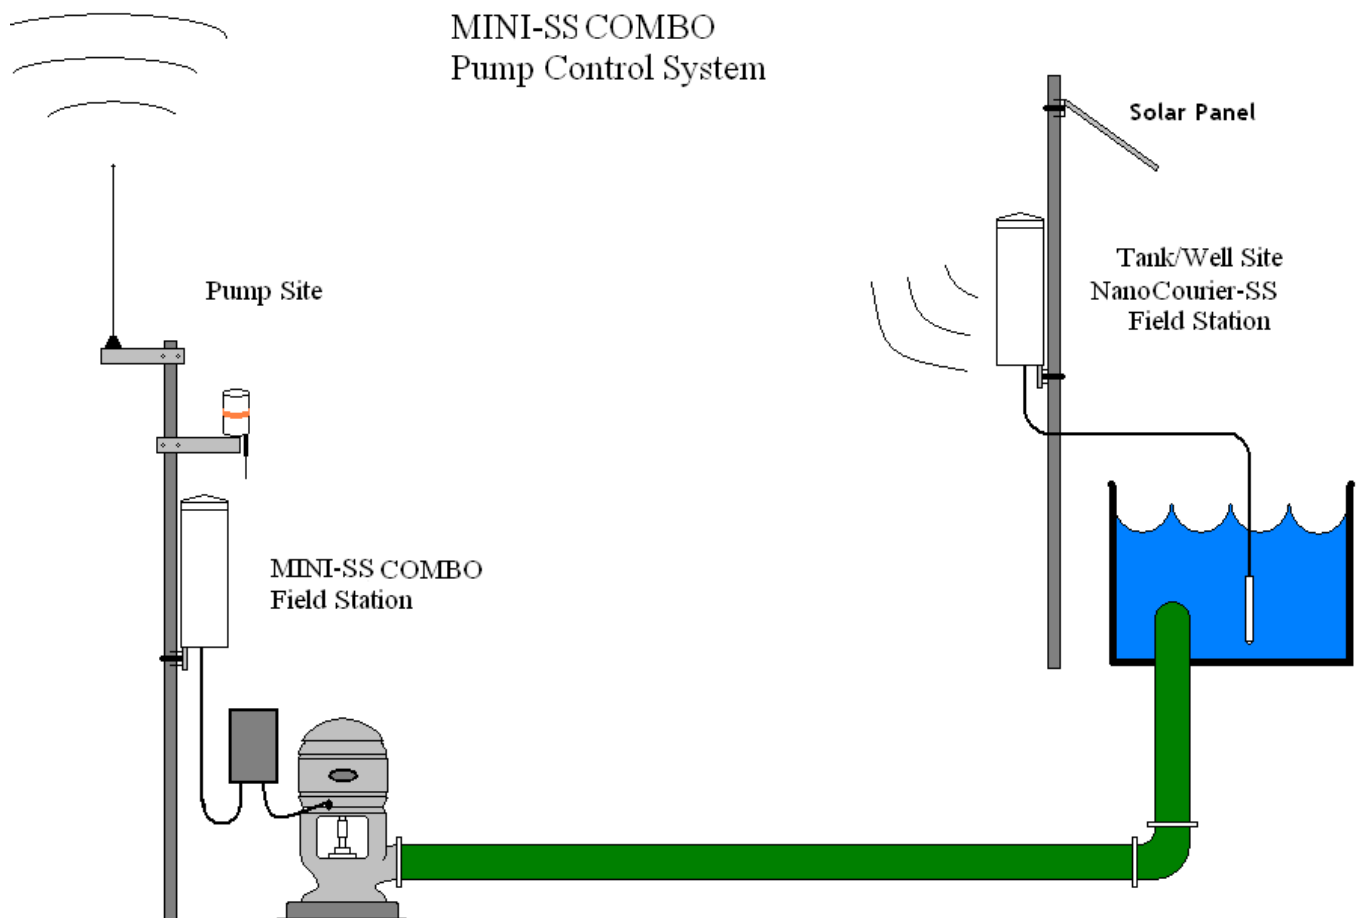 MINI-SS COMBO
Pump Control System
Solar Panel
Tank/Well Site
NanoCourier-SS
Field Station
Pump Site
MINI-SS COMBO
Field Station